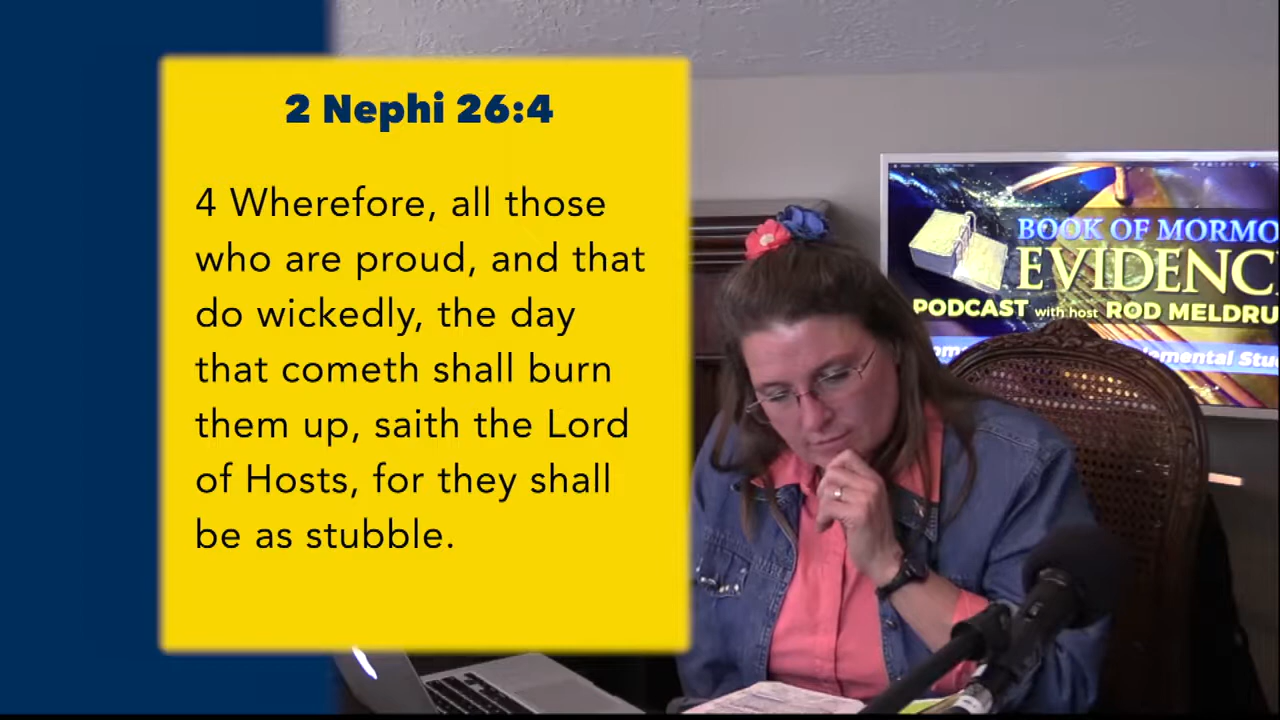 2 Nephi 26:4
4 Wherefore, all those
who are proud, and that
do wickedly, the day
that cometh shall burn
them up, saith the Lord
of Hosts, for they shall
be as stubble.
BOOK OF MORMO
EVIDENC
PODCAST with host ROD MELDRU